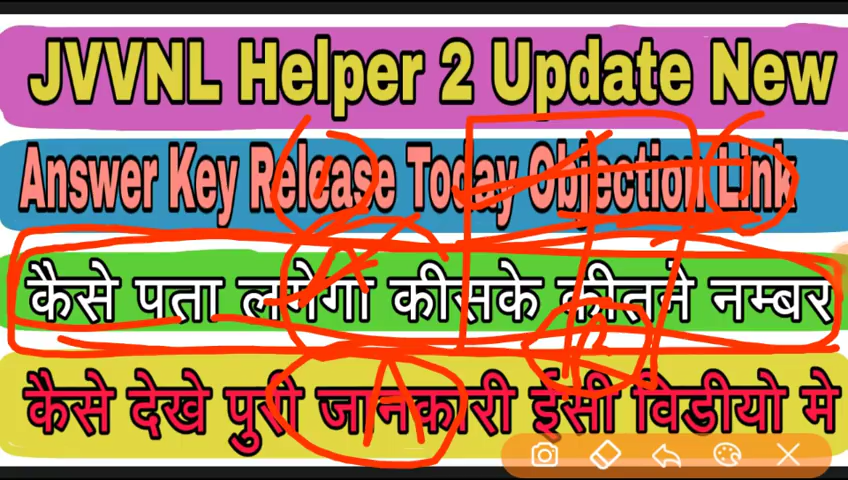 JVVNL Helper 2 Update New
Answer Key Release Today Objection Link
कैसे पता लगेगा कीसके कीतने नम्बर
कैसे देखे पुरी जानकारी ईसी विडीयो मे